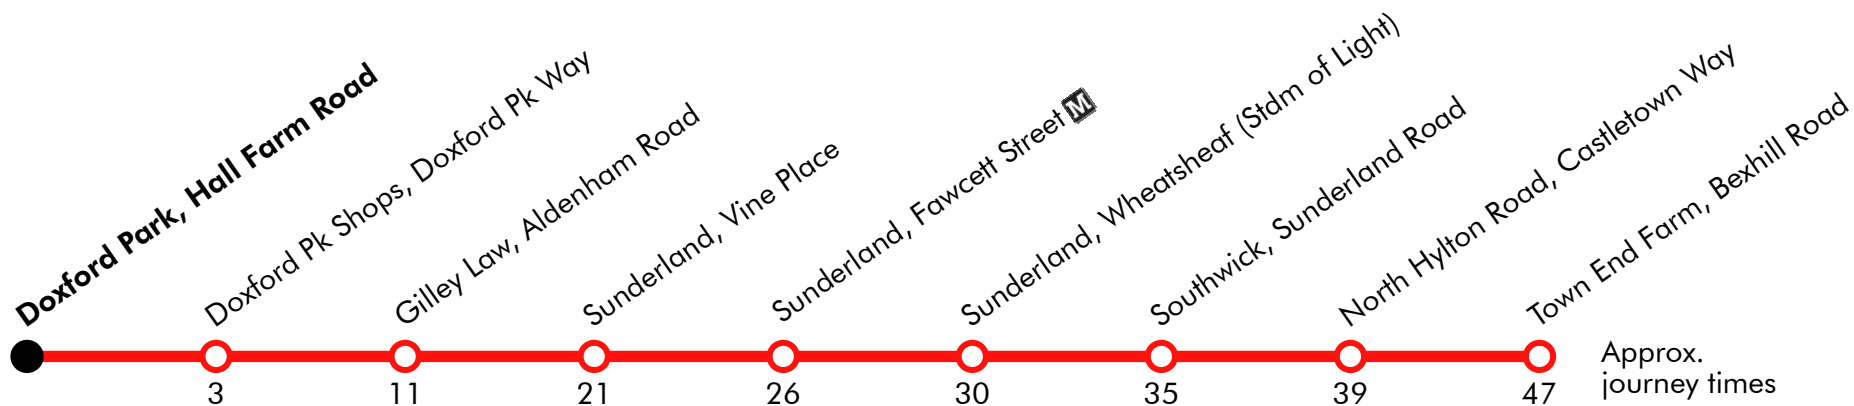 Doxford Park, Hall Farm Road
Doxford Pk Shops, Doxford Pk Way
Gilley Law, Aldenham Road
Sunderland, Vine Place
Sunderland, Fawcett Street M
Sunderland, Wheatsheaf (Stdm of Light)
Southwick, Sunderland Road
North Hylton Road, Castletown Way
Town End Farm, Bexhill Road
3 11 21 26 30 35 39 47
Approx.
journey times